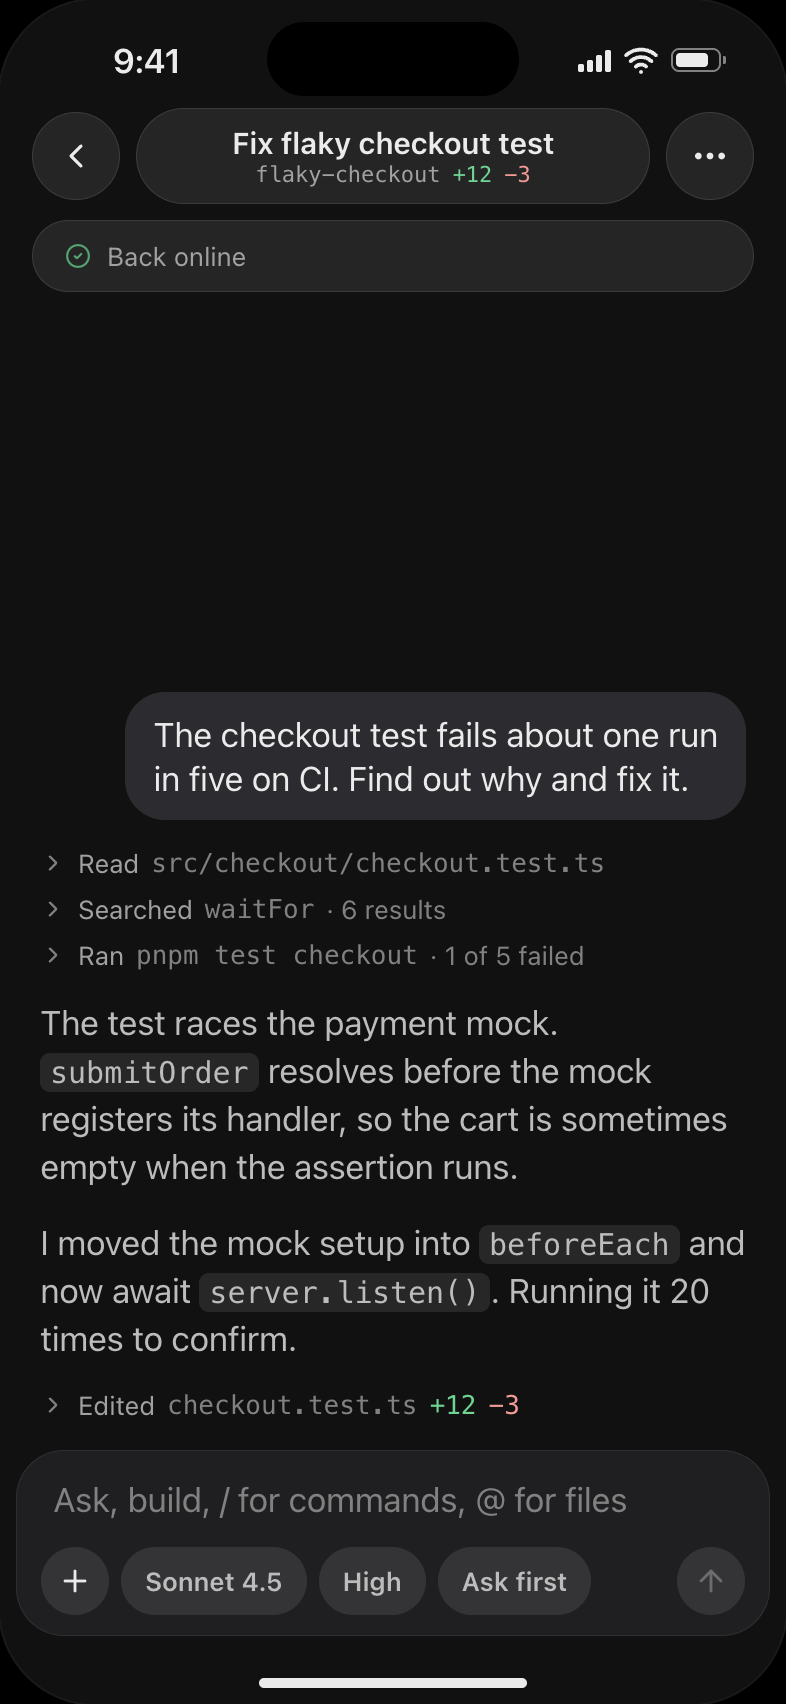 9:41
Fix flaky checkout test
flaky-checkout +12 −3
Back online
The checkout test fails about one run
in five on CI. Find out why and fix it.
Read src/checkout/checkout.test.ts
Searched waitFor · 6 results
Ran pnpm test checkout · 1 of 5 failed
The test races the payment mock.
submitOrder resolves before the mock
registers its handler, so the cart is sometimes
empty when the assertion runs.
I moved the mock setup into beforeEach and
now await server.listen(). Running it 20
times to confirm.
Edited checkout.test.ts +12 −3
Ask, build, / for commands, @ for files
Sonnet 4.5 High Ask first